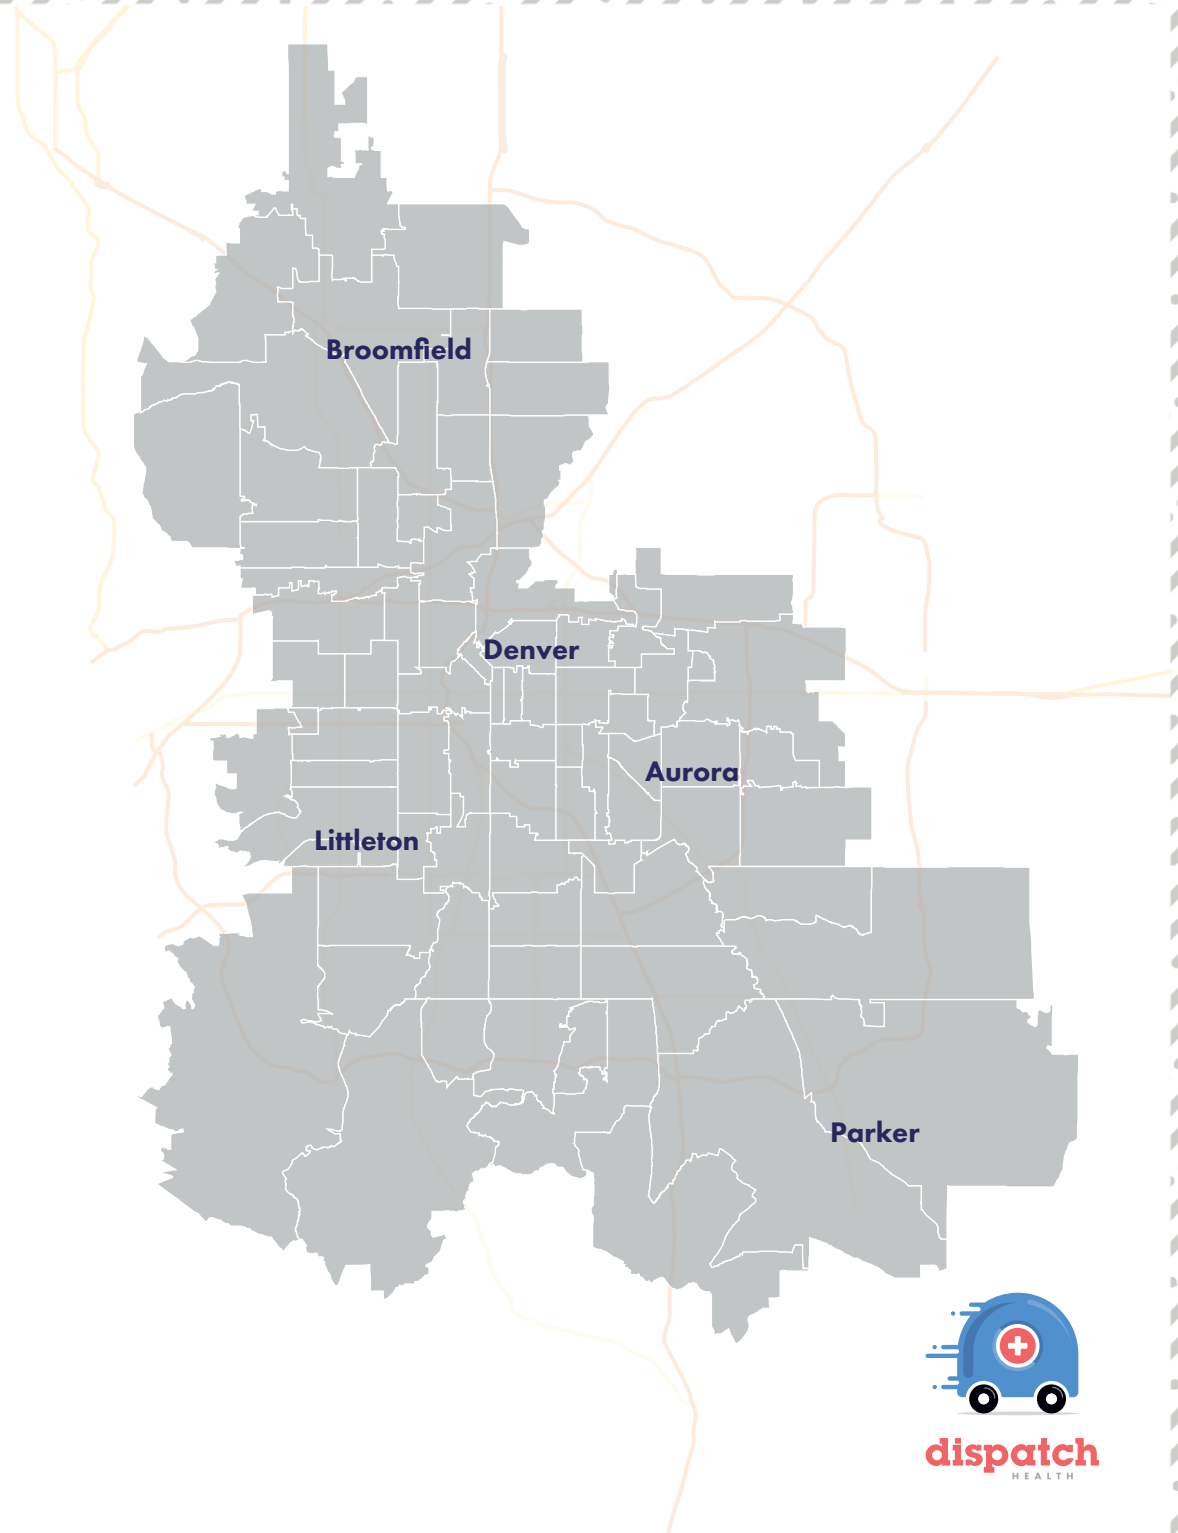 Broomfield
Denver
Aurora
Littleton
Parker
dispatch
HEALTH